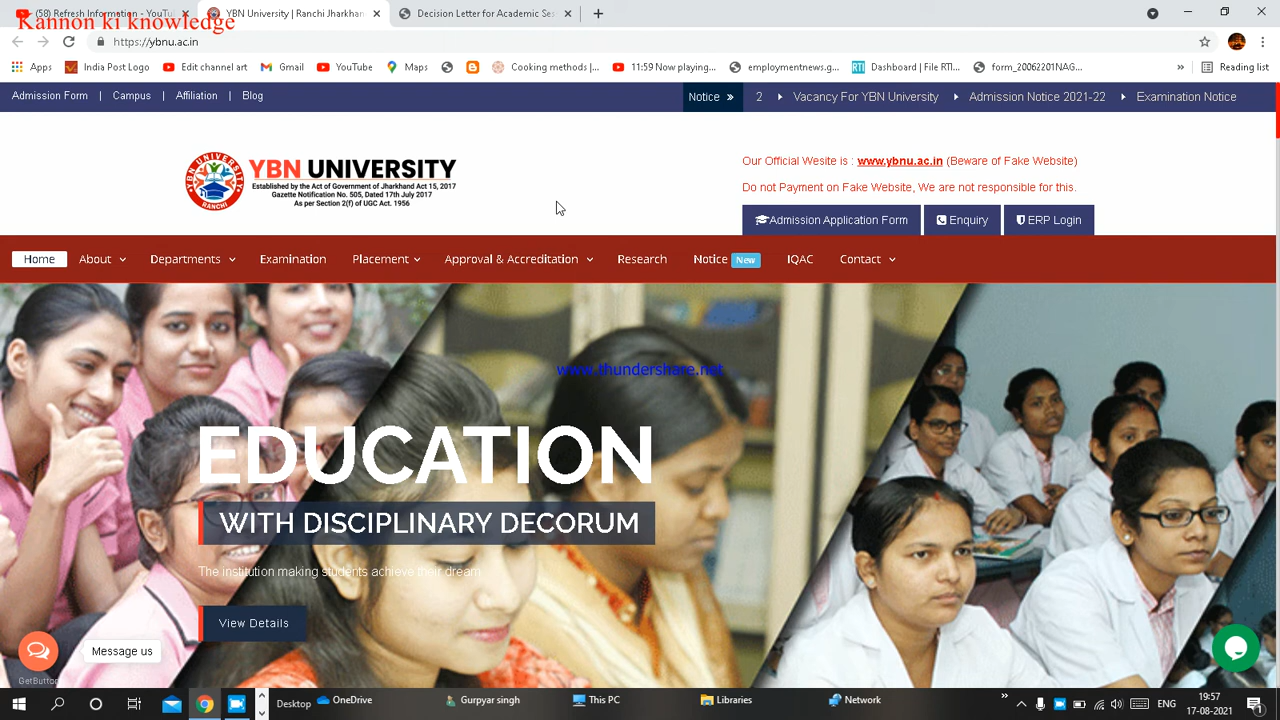 (58) Refresh Information - YouTu
YBN University | Ranchi Jharkhan
Decision Letter for Academic Ses
Kannon ki knowledge
https://ybnu.ac.in
Apps
India Post Logo
Edit channel art
Gmail
YouTube
Maps
Cooking methods |...
11:59 Now playing...
employmentnews.g...
Dashboard | File RTI...
form_20062201NAG...
»
Reading list
Admission Form | Campus | Affiliation | Blog
Notice »
2
Vacancy For YBN University
Admission Notice 2021-22
Examination Notice
YBN UNIVERSITY
RANCHI
YBN UNIVERSITY
Established by the Act of Government of Jharkhand Act 15, 2017
Gazette Notification No. 505, Dated 17th July 2017
As per Section 2(f) of UGC Act. 1956
Our Official Wesite is : www.ybnu.ac.in (Beware of Fake Website)
Do not Payment on Fake Website, We are not responsible for this.
Admission Application Form
Enquiry
ERP Login
Home
About
Departments
Examination
Placement
Approval & Accreditation
Research
Notice New
IQAC
Contact
www.thundershare.net
EDUCATION
WITH DISCIPLINARY DECORUM
The institution making students achieve their dream
View Details
Message us
GetButton
Desktop
OneDrive
Gurpyar singh
This PC
Libraries
Network
»
ENG
19:57
17-08-2021
1